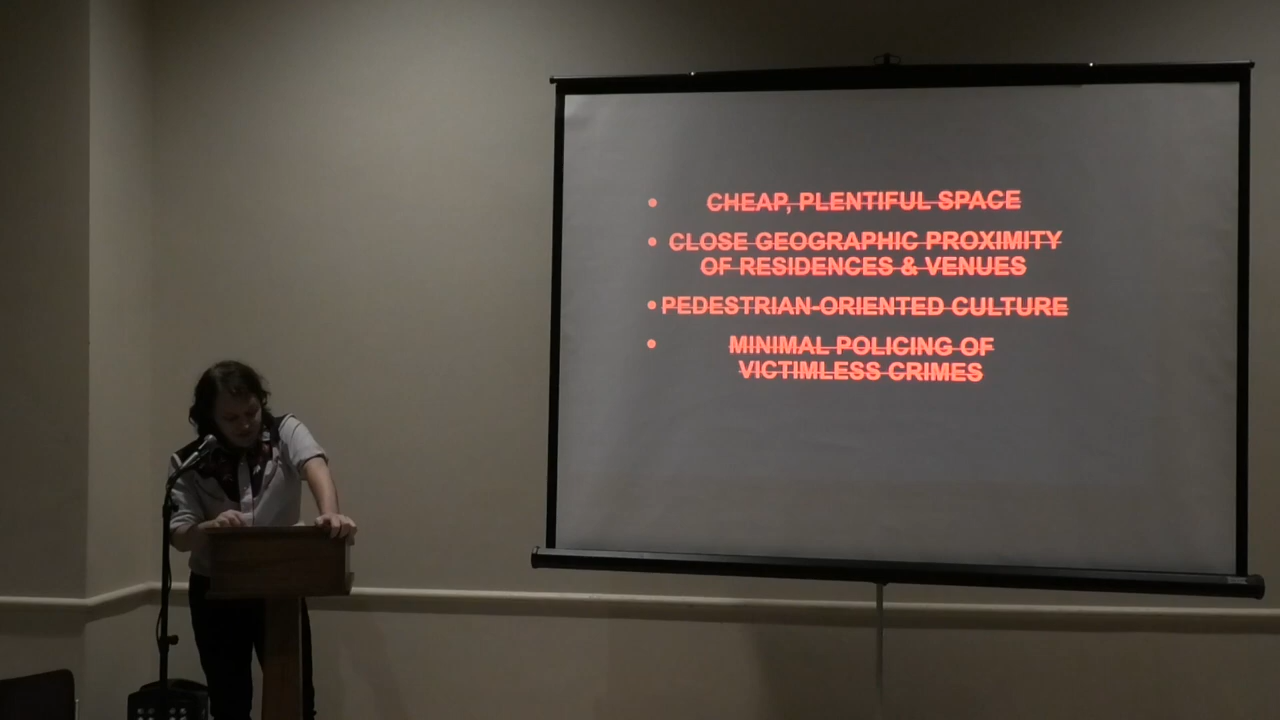 • CHEAP, PLENTIFUL SPACE
• CLOSE GEOGRAPHIC PROXIMITY
OF RESIDENCES & VENUES
• PEDESTRIAN-ORIENTED CULTURE
• MINIMAL POLICING OF
VICTIMLESS CRIMES